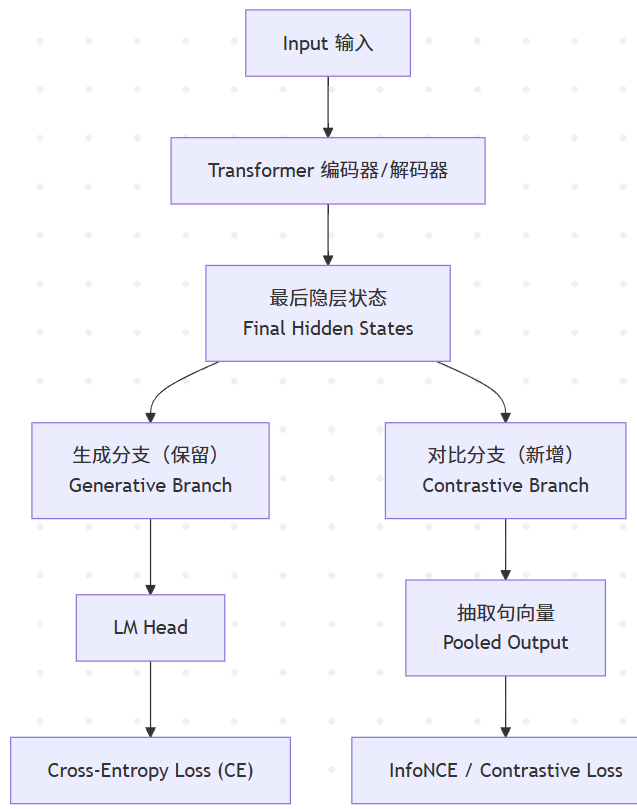 Input 输入
Transformer 编码器/解码器
最后隐层状态
Final Hidden States
生成分支（保留）
Generative Branch
对比分支（新增）
Contrastive Branch
LM Head
抽取句向量
Pooled Output
Cross-Entropy Loss (CE)
InfoNCE / Contrastive Loss